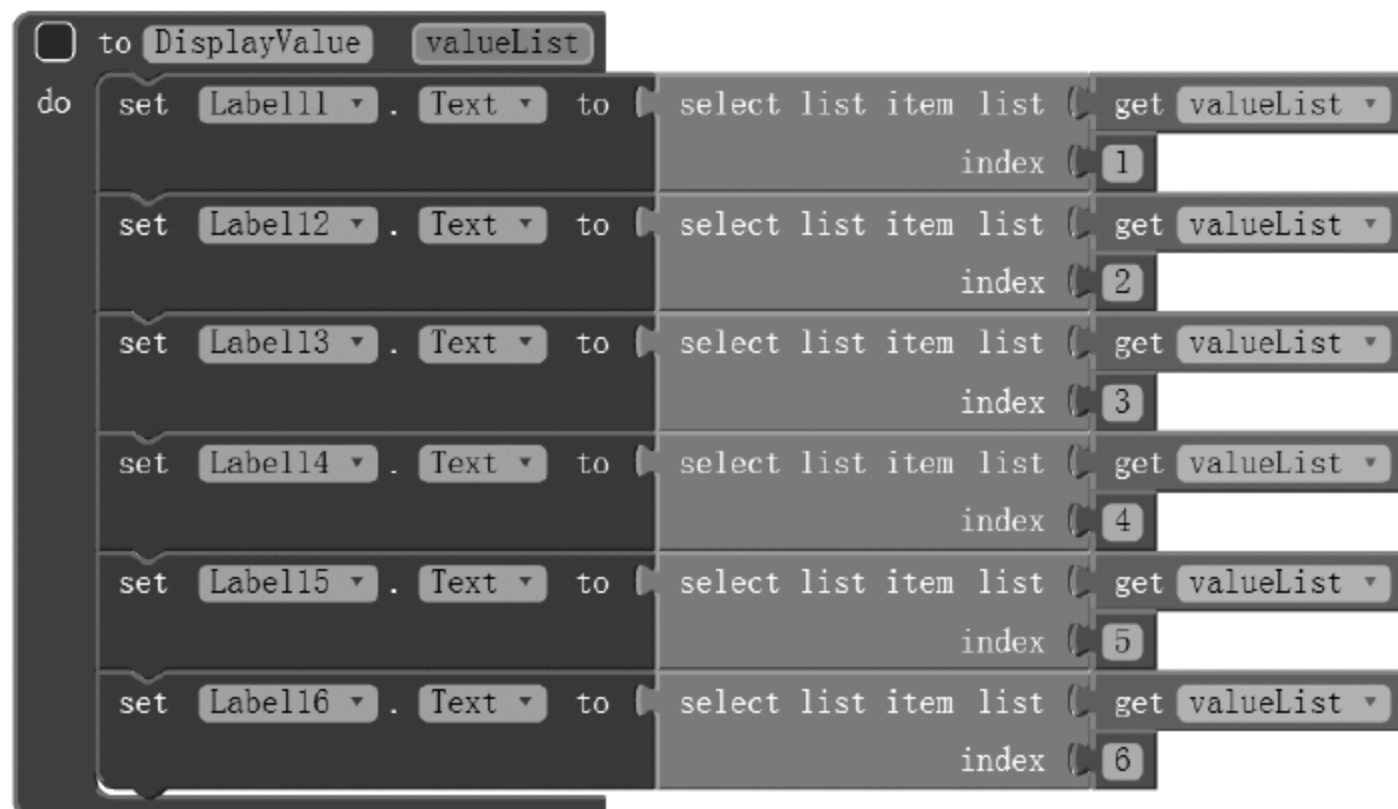 to DisplayValue valueList
do set Label11 . Text to select list item list get valueList
index 1
set Label12 . Text to select list item list get valueList
index 2
set Label13 . Text to select list item list get valueList
index 3
set Label14 . Text to select list item list get valueList
index 4
set Label15 . Text to select list item list get valueList
index 5
set Label16 . Text to select list item list get valueList
index 6